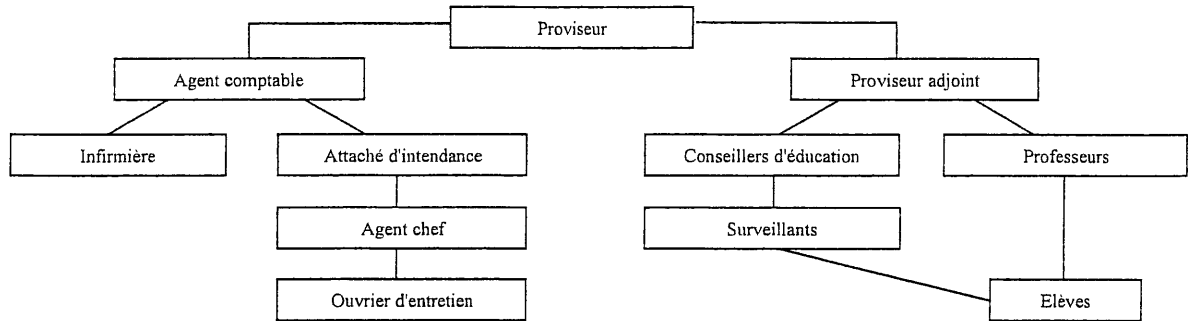 Proviseur
Agent comptable
Proviseur adjoint
Infirmière
Attaché d'intendance
Conseillers d'éducation
Professeurs
Agent chef
Surveillants
Ouvrier d'entretien
Elèves